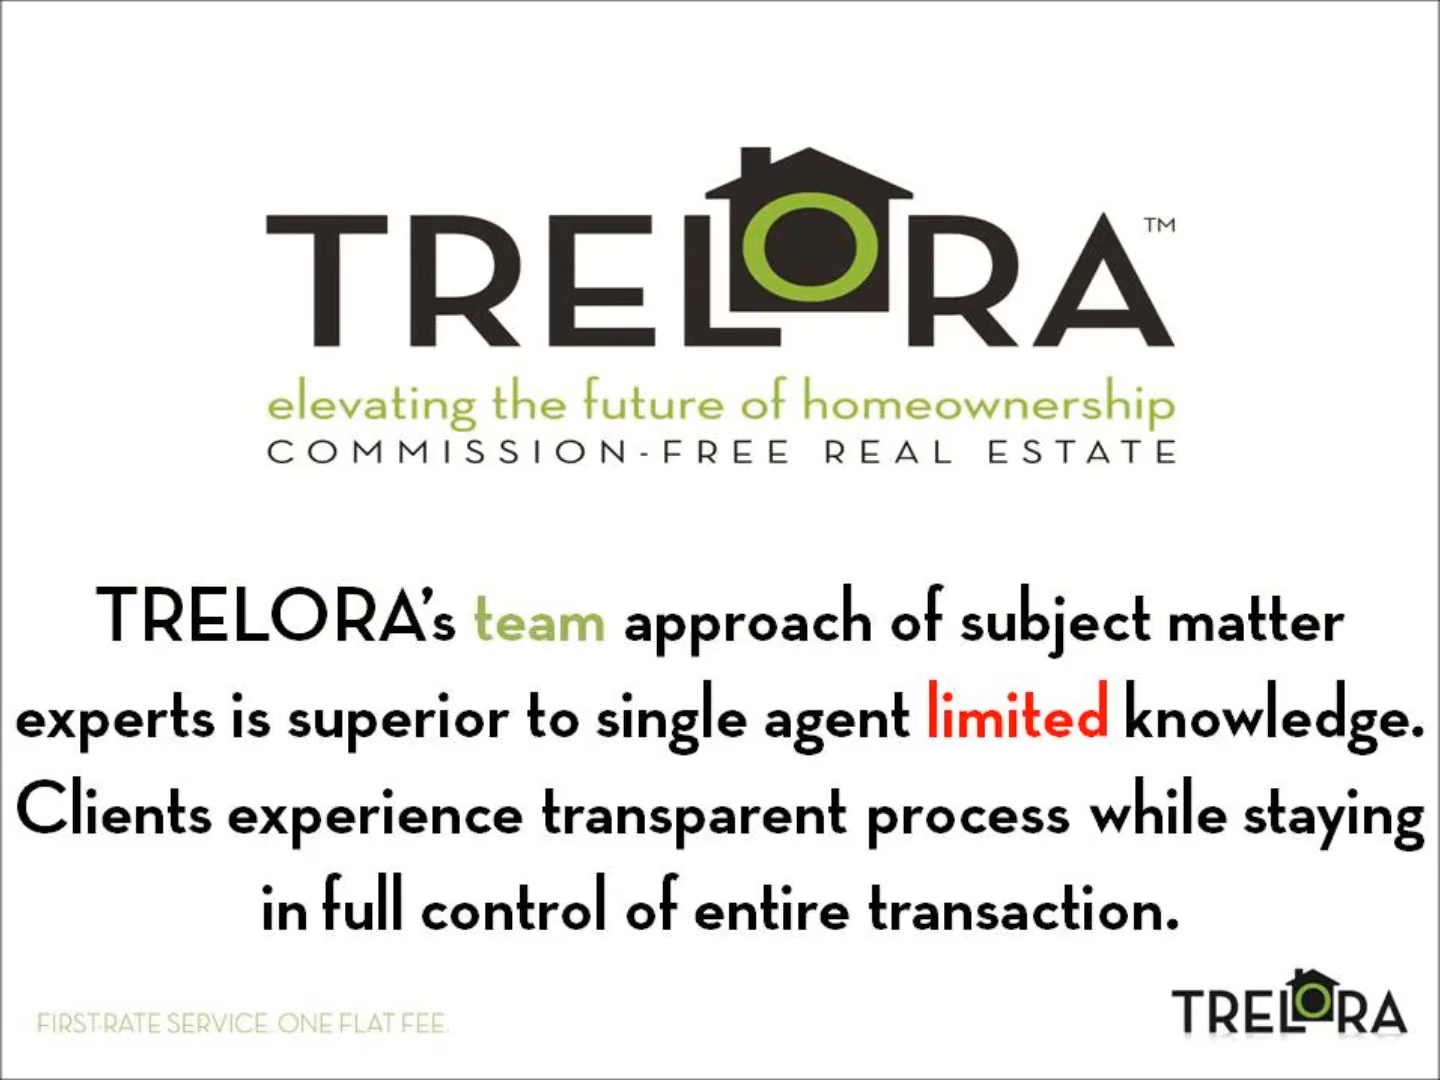 TRELORA™
elevating the future of homeownership
COMMISSION-FREE REAL ESTATE
TRELORA's team approach of subject matter
experts is superior to single agent limited knowledge.
Clients experience transparent process while staying
in full control of entire transaction.
FIRST-RATE SERVICE. ONE FLAT FEE.
TRELORA